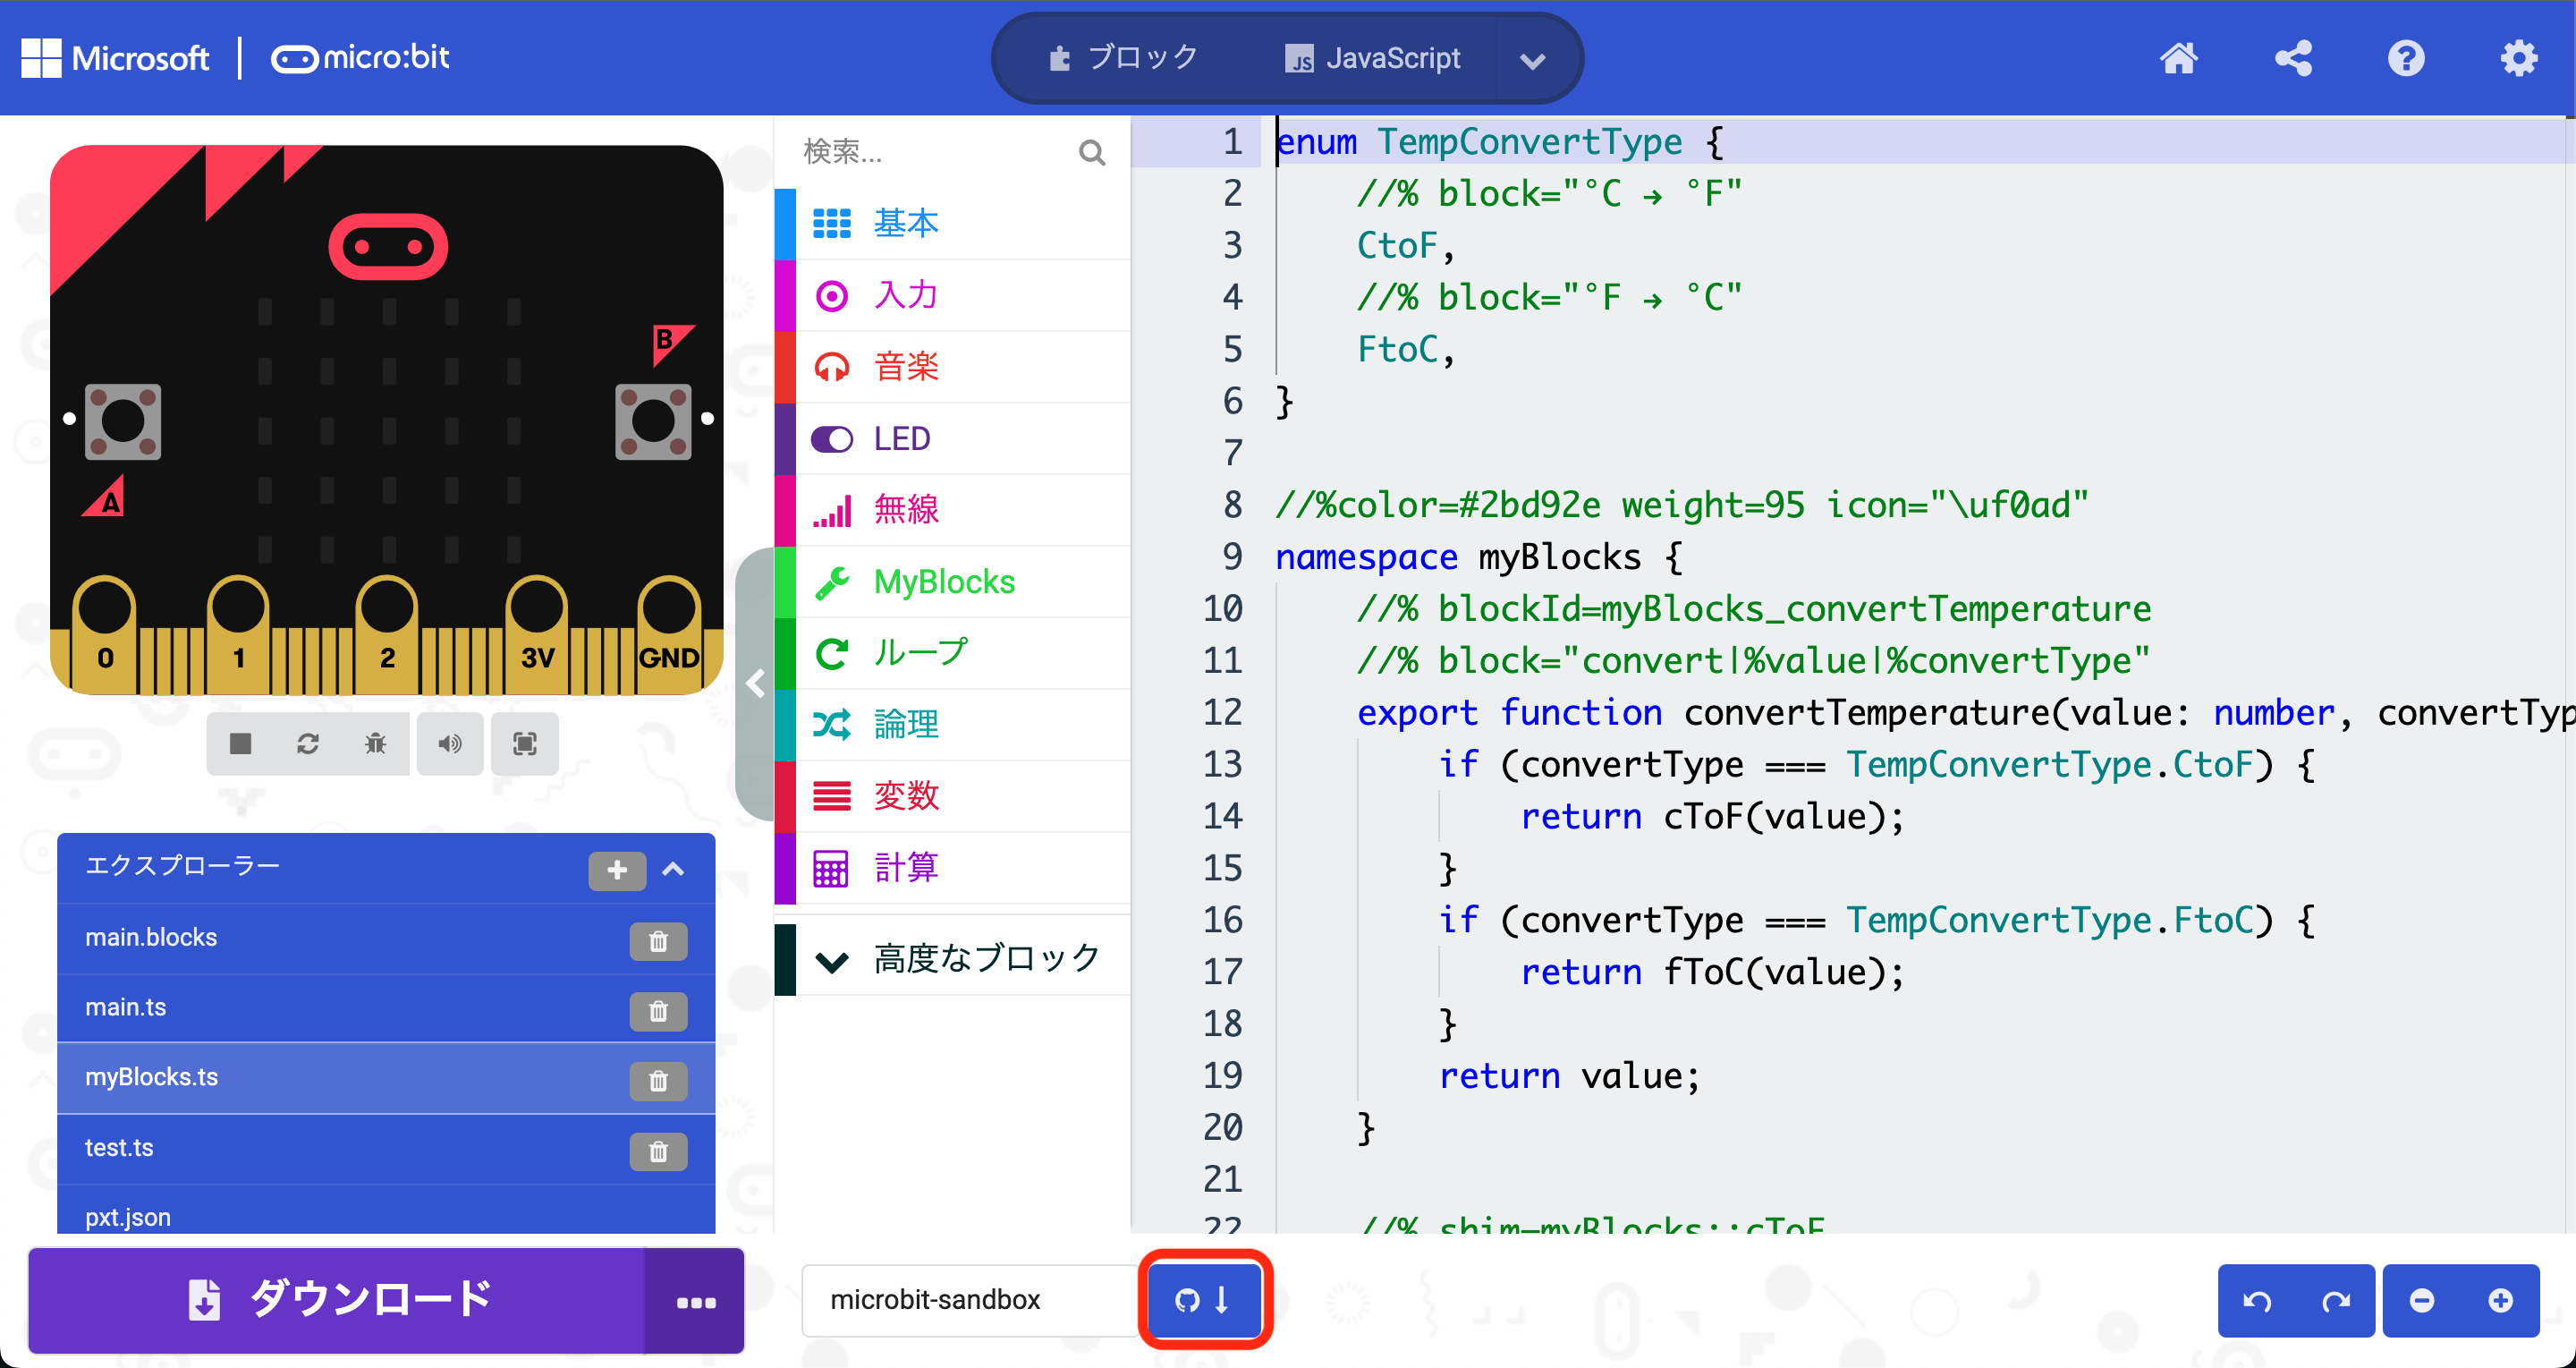 Microsoft
micro:bit
ブロック
JavaScript
B
A
0
1
2
3V
GND
エクスプローラー
main.blocks
main.ts
myBlocks.ts
test.ts
pxt.json
ダウンロード
検索...
基本
入力
音楽
LED
無線
MyBlocks
ループ
論理
変数
計算
高度なブロック
1 enum TempConvertType {
2 //% block="°C → °F"
3 CtoF,
4 //% block="°F → °C"
5 FtoC,
6 }
7
8 //%color=#2bd92e weight=95 icon="\uf0ad"
9 namespace myBlocks {
10 //% blockId=myBlocks_convertTemperature
11 //% block="convert|%value|%convertType"
12 export function convertTemperature(value: number, convertTyp
13 if (convertType === TempConvertType.CtoF) {
14 return cToF(value);
15 }
16 if (convertType === TempConvertType.FtoC) {
17 return fToC(value);
18 }
19 return value;
20 }
21
22 //% shim=myBlocks::cToF
microbit-sandbox